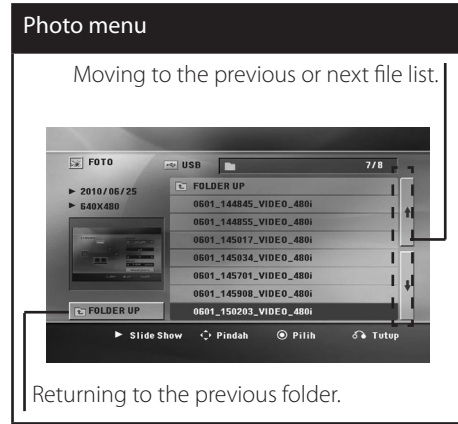 Photo menu
Moving to the previous or next file list.
FOTO
USB
7/8
2010/06/25
640X480
FOLDER UP
0601_144845_VIDEO_480i
0601_144855_VIDEO_480i
0601_145017_VIDEO_480i
0601_145034_VIDEO_480i
0601_145701_VIDEO_480i
0601_145908_VIDEO_480i
0601_150203_VIDEO_480i
FOLDER UP
Slide Show Pindah Pilih Tutup
Returning to the previous folder.